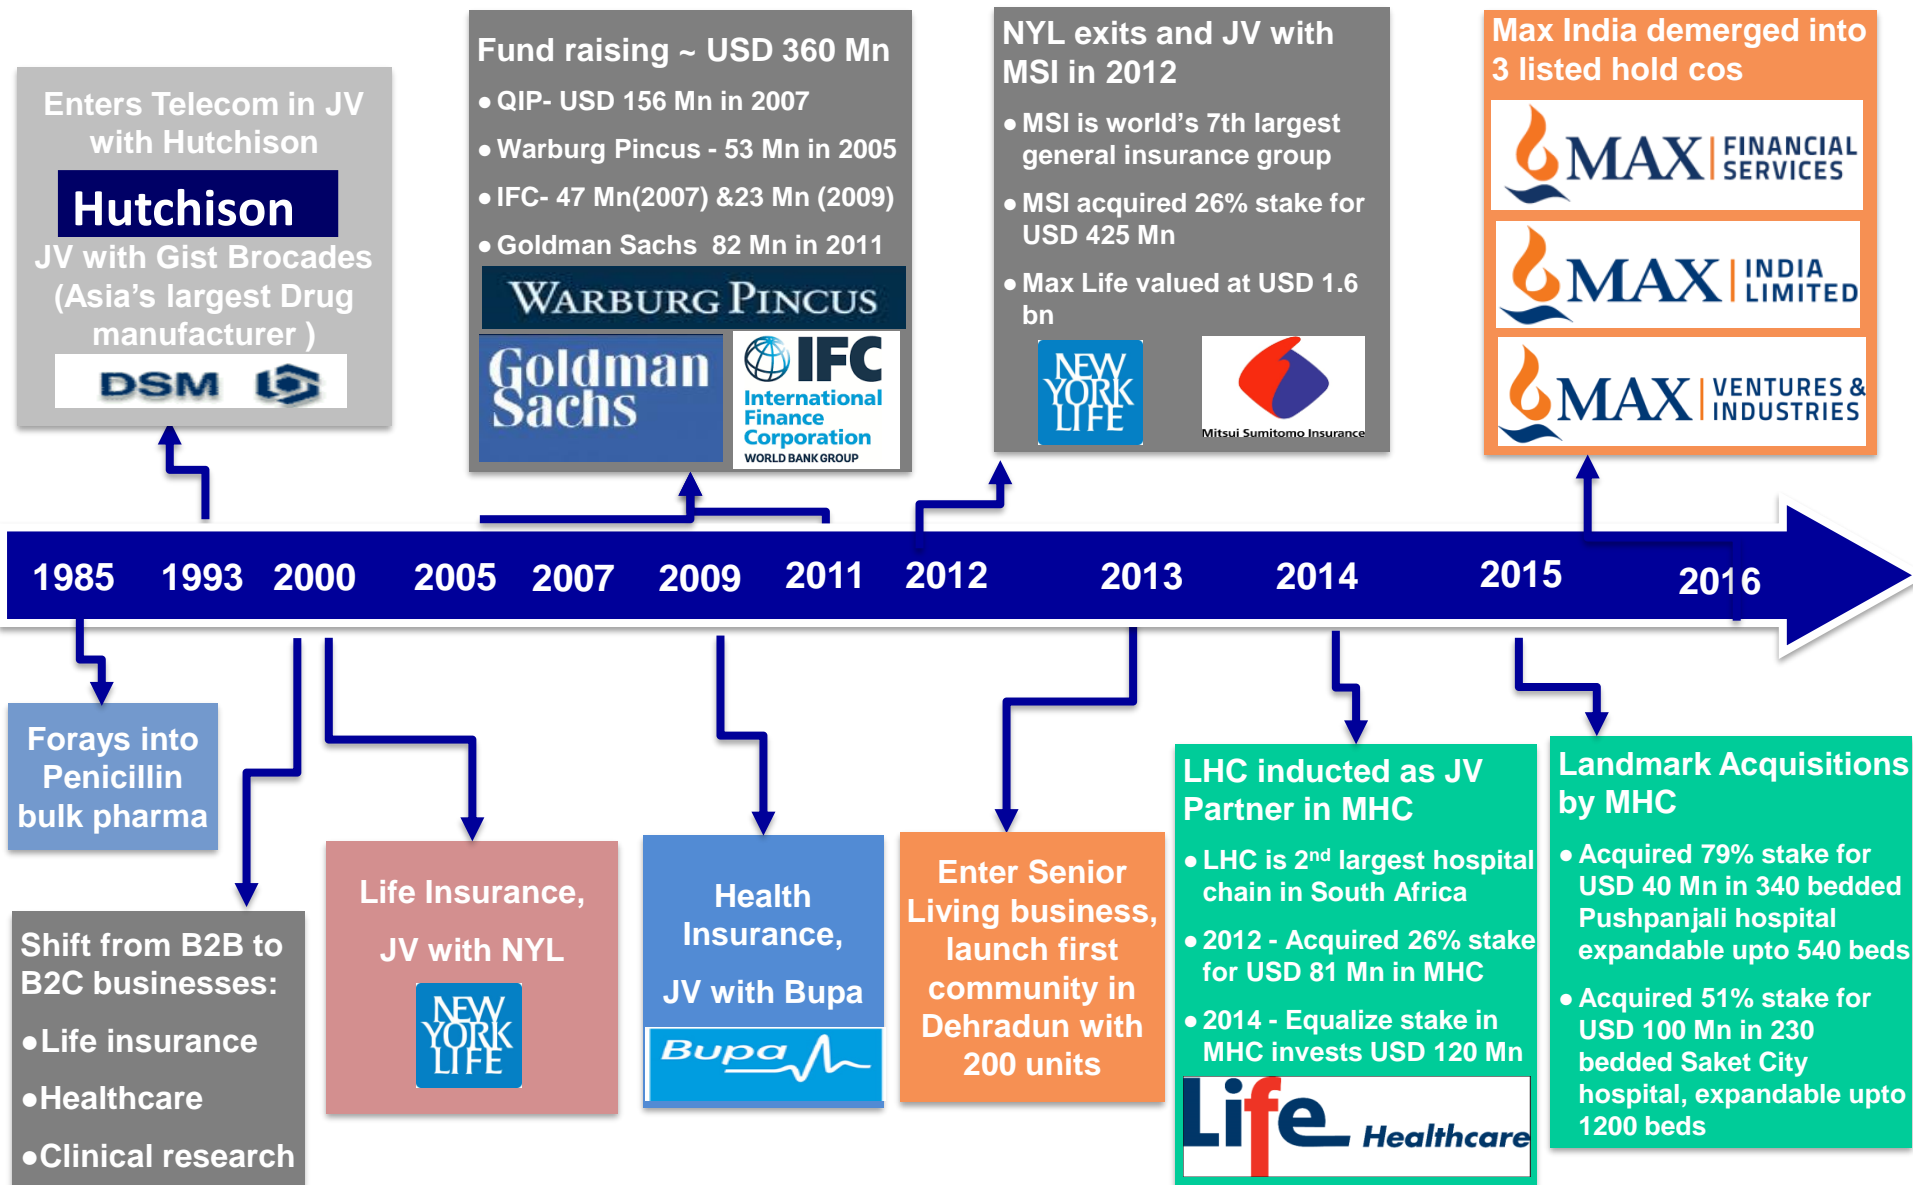 Enters Telecom in JV
with Hutchison
Hutchison
JV with Gist Brocades
(Asia's largest Drug
manufacturer )
DSM
Fund raising ~ USD 360 Mn
● QIP- USD 156 Mn in 2007
● Warburg Pincus - 53 Mn in 2005
● IFC- 47 Mn(2007) &23 Mn (2009)
● Goldman Sachs  82 Mn in 2011
WARBURG PINCUS
Goldman
Sachs
IFC
International
Finance
Corporation
WORLD BANK GROUP
NYL exits and JV with
MSI in 2012
● MSI is world's 7th largest
general insurance group
● MSI acquired 26% stake for
USD 425 Mn
● Max Life valued at USD 1.6
bn
NEW
YORK
LIFE
Mitsui Sumitomo Insurance
Max India demerged into
3 listed hold cos
MAX FINANCIAL
SERVICES
MAX INDIA
LIMITED
MAX VENTURES &
INDUSTRIES
1985 1993 2000 2005 2007 2009 2011 2012 2013 2014 2015 2016
Forays into
Penicillin
bulk pharma
Shift from B2B to
B2C businesses:
●Life insurance
●Healthcare
●Clinical research
Life Insurance,
JV with NYL
NEW
YORK
LIFE
Health
Insurance,
JV with Bupa
Bupa
Enter Senior
Living business,
launch first
community in
Dehradun with
200 units
LHC inducted as JV
Partner in MHC
● LHC is 2nd largest hospital
chain in South Africa
● 2012 - Acquired 26% stake
for USD 81 Mn in MHC
● 2014 - Equalize stake in
MHC invests USD 120 Mn
Life Healthcare
Landmark Acquisitions
by MHC
● Acquired 79% stake for
USD 40 Mn in 340 bedded
Pushpanjali hospital
expandable upto 540 beds
● Acquired 51% stake for
USD 100 Mn in 230
bedded Saket City
hospital, expandable upto
1200 beds